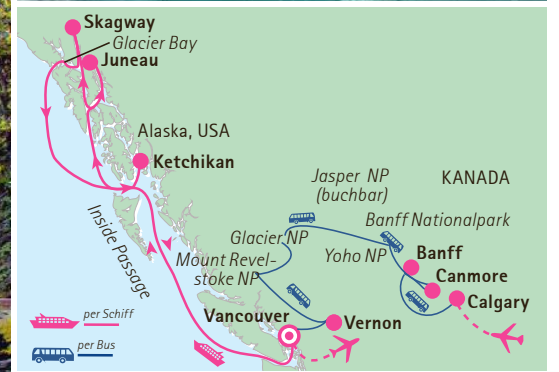 Skagway
Glacier Bay
Juneau
Alaska, USA
Ketchikan
Jasper NP
(buchbar)
KANADA
Banff Nationalpark
Glacier NP
Yoho NP
Mount Revel-
stoke NP
Banff
Canmore
Calgary
Inside Passage
Vancouver
Vernon
per Schiff
per Bus